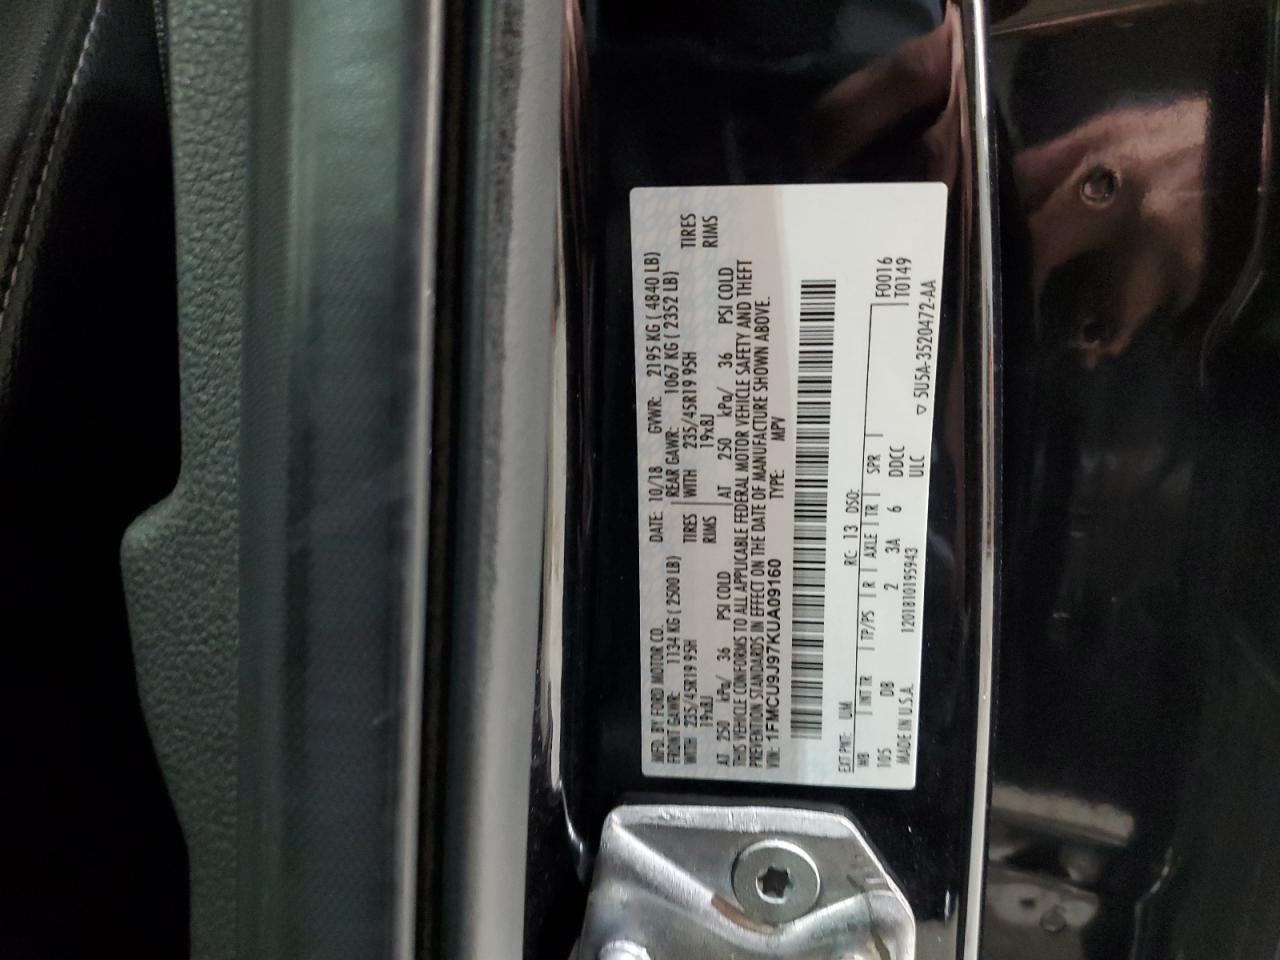 MFD. BY FORD MOTOR CO. DATE: 10/18 GVWR: 2195 KG ( 4840 LB)
FRONT GAWR: 1134 KG ( 2500 LB) REAR GAWR: 1067 KG ( 2352 LB)
WITH 235/45R19 95H TIRES WITH 235/45R19 95H TIRES
19x8J RIMS 19x8J RIMS
AT 250 kPa/ 36 PSI COLD AT 250 kPa/ 36 PSI COLD
THIS VEHICLE CONFORMS TO ALL APPLICABLE FEDERAL MOTOR VEHICLE SAFETY AND THEFT
PREVENTION STANDARDS IN EFFECT ON THE DATE OF MANUFACTURE SHOWN ABOVE.
VIN: 1FMCU9J97KUA09160 TYPE: MPV
EXT PNT: UM RC: 13 DSO:
WB INT TR TP/PS R AXLE TR SPR F0016
105 DB 2 3A 6 DDCC T0149
MADE IN U.S.A. 1201810195943 ULC ▽ 5U5A-3520472-AA